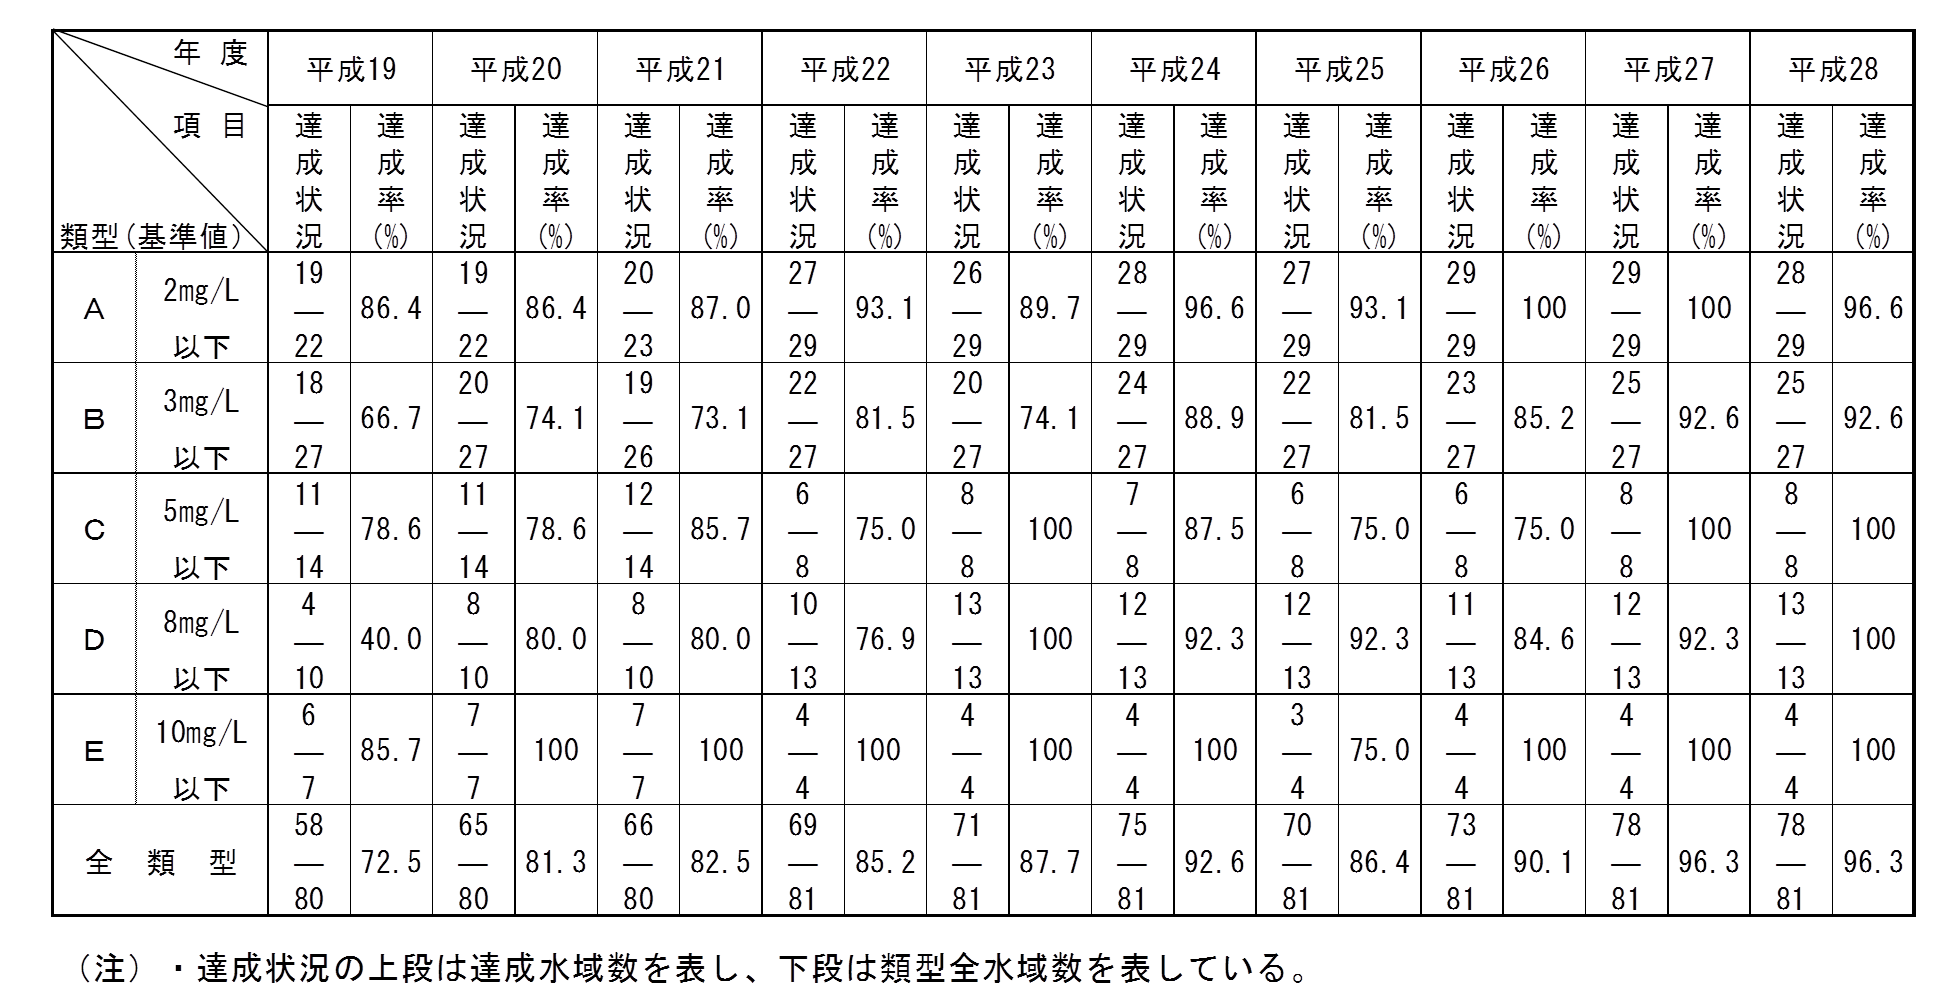 年度 平成19 平成20 平成21 平成22 平成23 平成24 平成25 平成26 平成27 平成28
項目 達成状況 達成率(%) 達成状況 達成率(%) 達成状況 達成率(%) 達成状況 達成率(%) 達成状況 達成率(%) 達成状況 達成率(%) 達成状況 達成率(%) 達成状況 達成率(%) 達成状況 達成率(%) 達成状況 達成率(%)
類型(基準値)
19 19 20 27 26 28 27 29 29 28
A 2mg/L 以下 — 86.4 — 86.4 — 87.0 — 93.1 — 89.7 — 96.6 — 93.1 — 100 — 100 — 96.6
22 22 23 29 29 29 29 29 29 29
18 20 19 22 20 24 22 23 25 25
B 3mg/L 以下 — 66.7 — 74.1 — 73.1 — 81.5 — 74.1 — 88.9 — 81.5 — 85.2 — 92.6 — 92.6
27 27 26 27 27 27 27 27 27 27
11 11 12 6 8 7 6 6 8 8
C 5mg/L 以下 — 78.6 — 78.6 — 85.7 — 75.0 — 100 — 87.5 — 75.0 — 75.0 — 100 — 100
14 14 14 8 8 8 8 8 8 8
4 8 8 10 13 12 12 11 12 13
D 8mg/L 以下 — 40.0 — 80.0 — 80.0 — 76.9 — 100 — 92.3 — 92.3 — 84.6 — 92.3 — 100
10 10 10 13 13 13 13 13 13 13
6 7 7 4 4 4 3 4 4 4
E 10mg/L 以下 — 85.7 — 100 — 100 — 100 — 100 — 100 — 75.0 — 100 — 100 — 100
7 7 7 4 4 4 4 4 4 4
58 65 66 69 71 75 70 73 78 78
全類型 — 72.5 — 81.3 — 82.5 — 85.2 — 87.7 — 92.6 — 86.4 — 90.1 — 96.3 — 96.3
80 80 80 81 81 81 81 81 81 81
(注)・達成状況の上段は達成水域数を表し、下段は類型全水域数を表している。